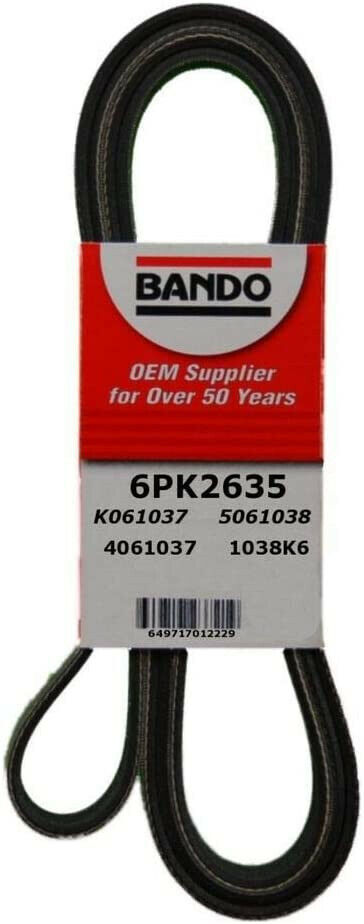 BANDO
OEM Supplier
for Over 50 Years
6PK2635
K061037 5061038
4061037 1038K6
649717012229